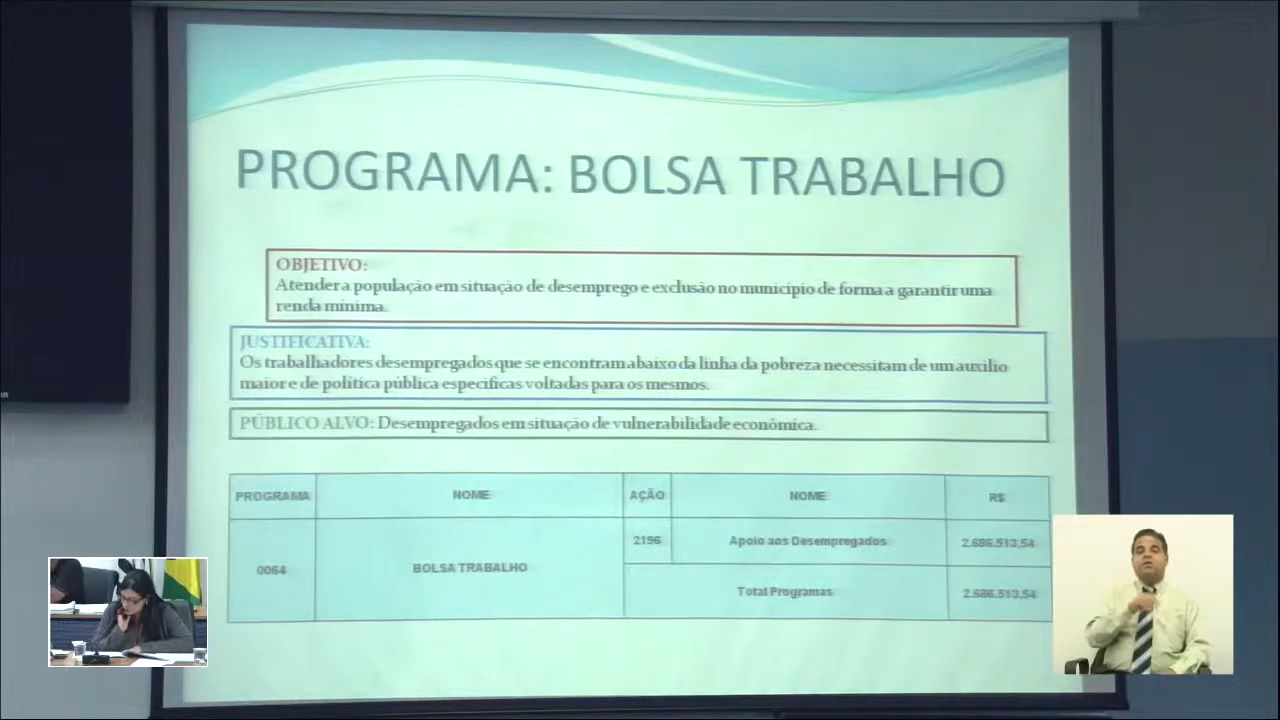 PROGRAMA: BOLSA TRABALHO
OBJETIVO:
Atender a população em situação de desemprego e exclusão no município de forma a garantir uma
renda mínima.
JUSTIFICATIVA:
Os trabalhadores desempregados que se encontram abaixo da linha da pobreza necessitam de um auxilio
maior e de política pública especificas voltadas para os mesmos.
PÚBLICO ALVO: Desempregados em situação de vulnerabilidade econômica.
PROGRAMA NOME AÇÃO NOME R$
2196 Apoio aos Desempregados 2.686.513,54
0064 BOLSA TRABALHO
Total Programas 2.686.513,54